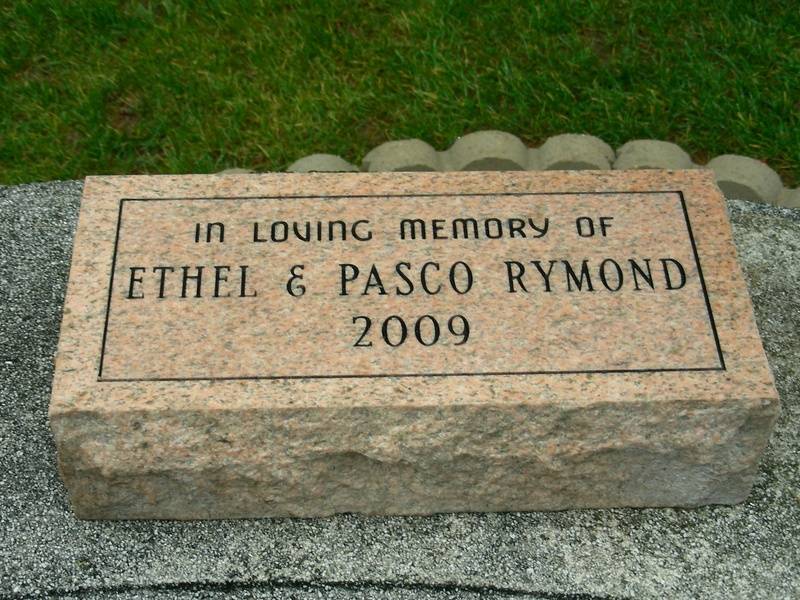 IN LOVING MEMORY OF
ETHEL & PASCO RYMOND
2009